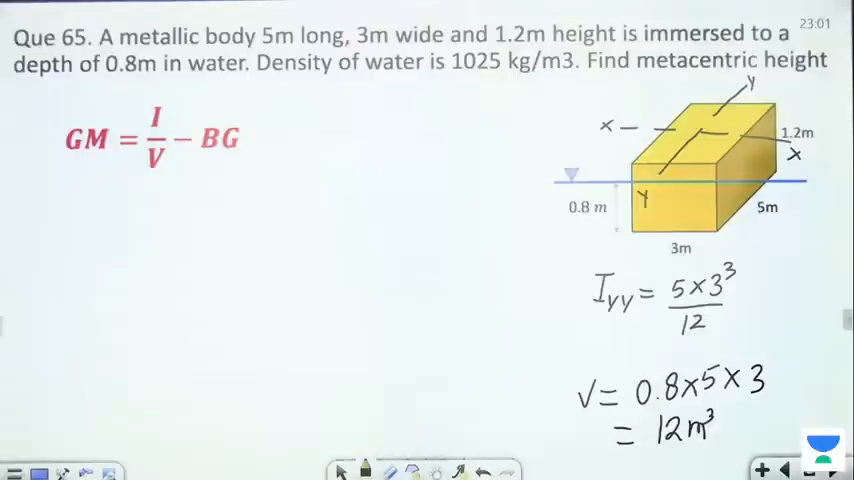 23:01
Que 65. A metallic body 5m long, 3m wide and 1.2m height is immersed to a
depth of 0.8m in water. Density of water is 1025 kg/m3. Find metacentric height
GM = I/V − BG
Y
X
1.2m
X
0.8 m
Y
5m
3m
I_YY = 5×3³/12
V = 0.8×5×3
= 12m³